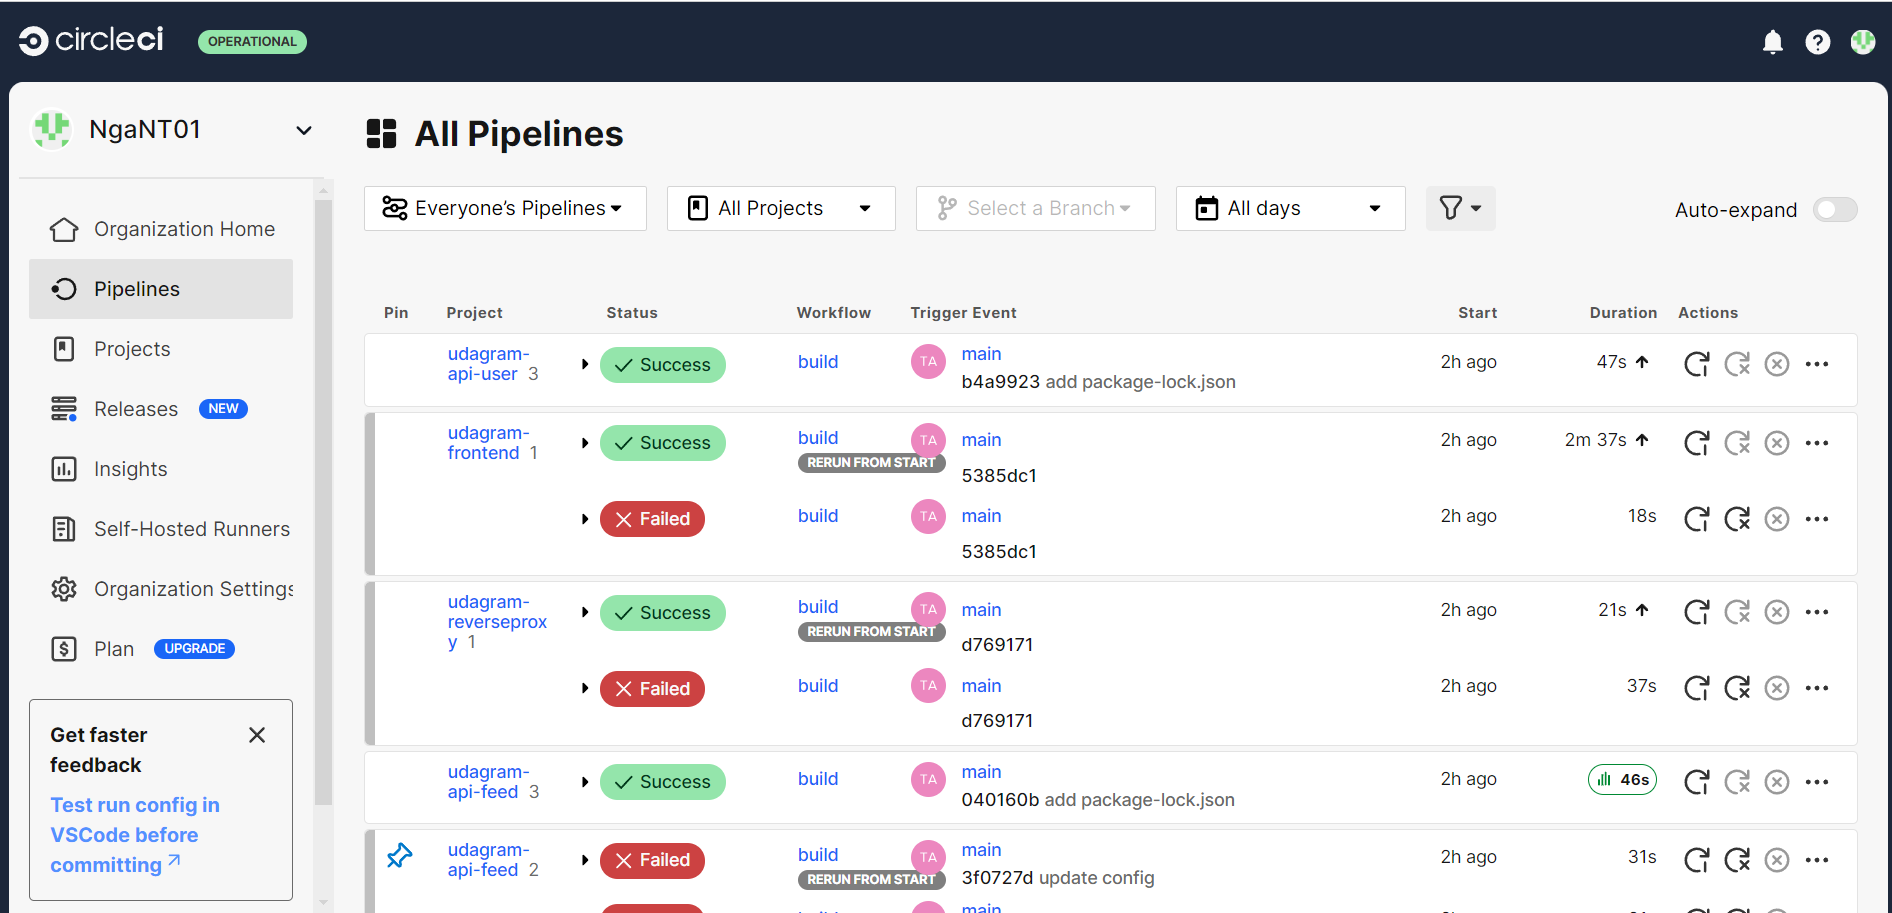 circleci
OPERATIONAL
NgaNT01
Organization Home
Pipelines
Projects
Releases NEW
Insights
Self-Hosted Runners
Organization Settings
Plan UPGRADE
Get faster
feedback
Test run config in
VSCode before
committing
All Pipelines
Everyone's Pipelines
All Projects
Select a Branch
All days
Auto-expand
Pin Project Status Workflow Trigger Event Start Duration Actions
udagram-
api-user 3
Success
build
TA
main
b4a9923 add package-lock.json
2h ago
47s
udagram-
frontend 1
Success
build
RERUN FROM START
TA
main
5385dc1
2h ago
2m 37s
Failed
build
TA
main
5385dc1
2h ago
18s
udagram-
reverseprox
y 1
Success
build
RERUN FROM START
TA
main
d769171
2h ago
21s
Failed
build
TA
main
d769171
2h ago
37s
udagram-
api-feed 3
Success
build
TA
main
040160b add package-lock.json
2h ago
46s
udagram-
api-feed 2
Failed
build
RERUN FROM START
TA
main
3f0727d update config
2h ago
31s
main